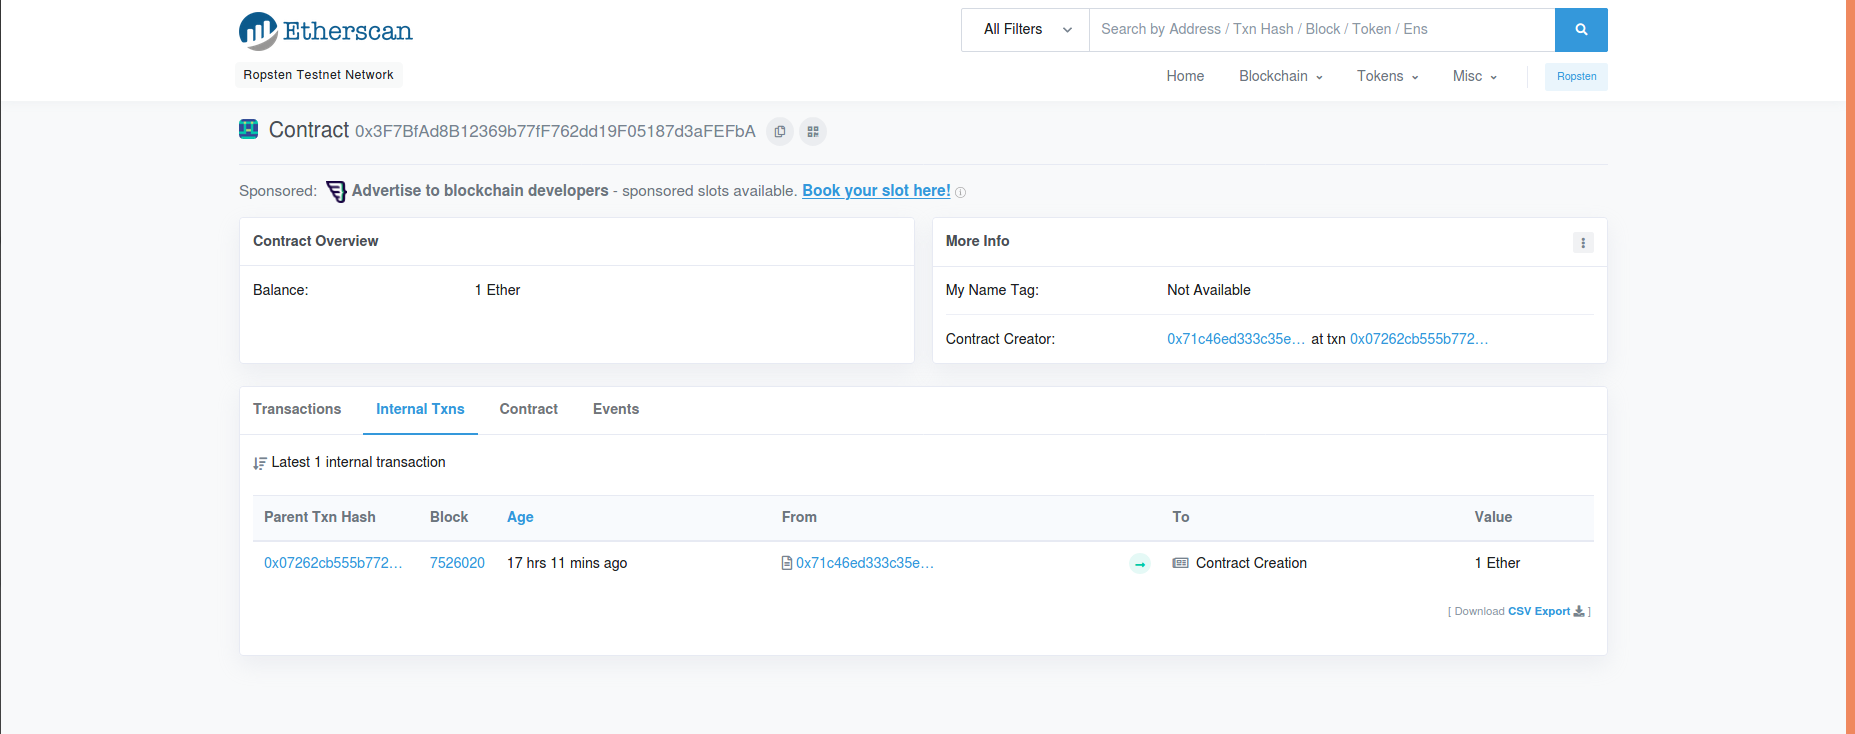 Etherscan
All Filters
Search by Address / Txn Hash / Block / Token / Ens
Ropsten Testnet Network
Home Blockchain Tokens Misc Ropsten
Contract 0x3F7BfAd8B12369b77fF762dd19F05187d3aFEFbA
Sponsored: Advertise to blockchain developers - sponsored slots available. Book your slot here!
Contract Overview
Balance: 1 Ether
More Info
My Name Tag: Not Available
Contract Creator: 0x71c46ed333c35e... at txn 0x07262cb555b772...
Transactions Internal Txns Contract Events
Latest 1 internal transaction
Parent Txn Hash Block Age From To Value
0x07262cb555b772... 7526020 17 hrs 11 mins ago 0x71c46ed333c35e... Contract Creation 1 Ether
[ Download CSV Export ]